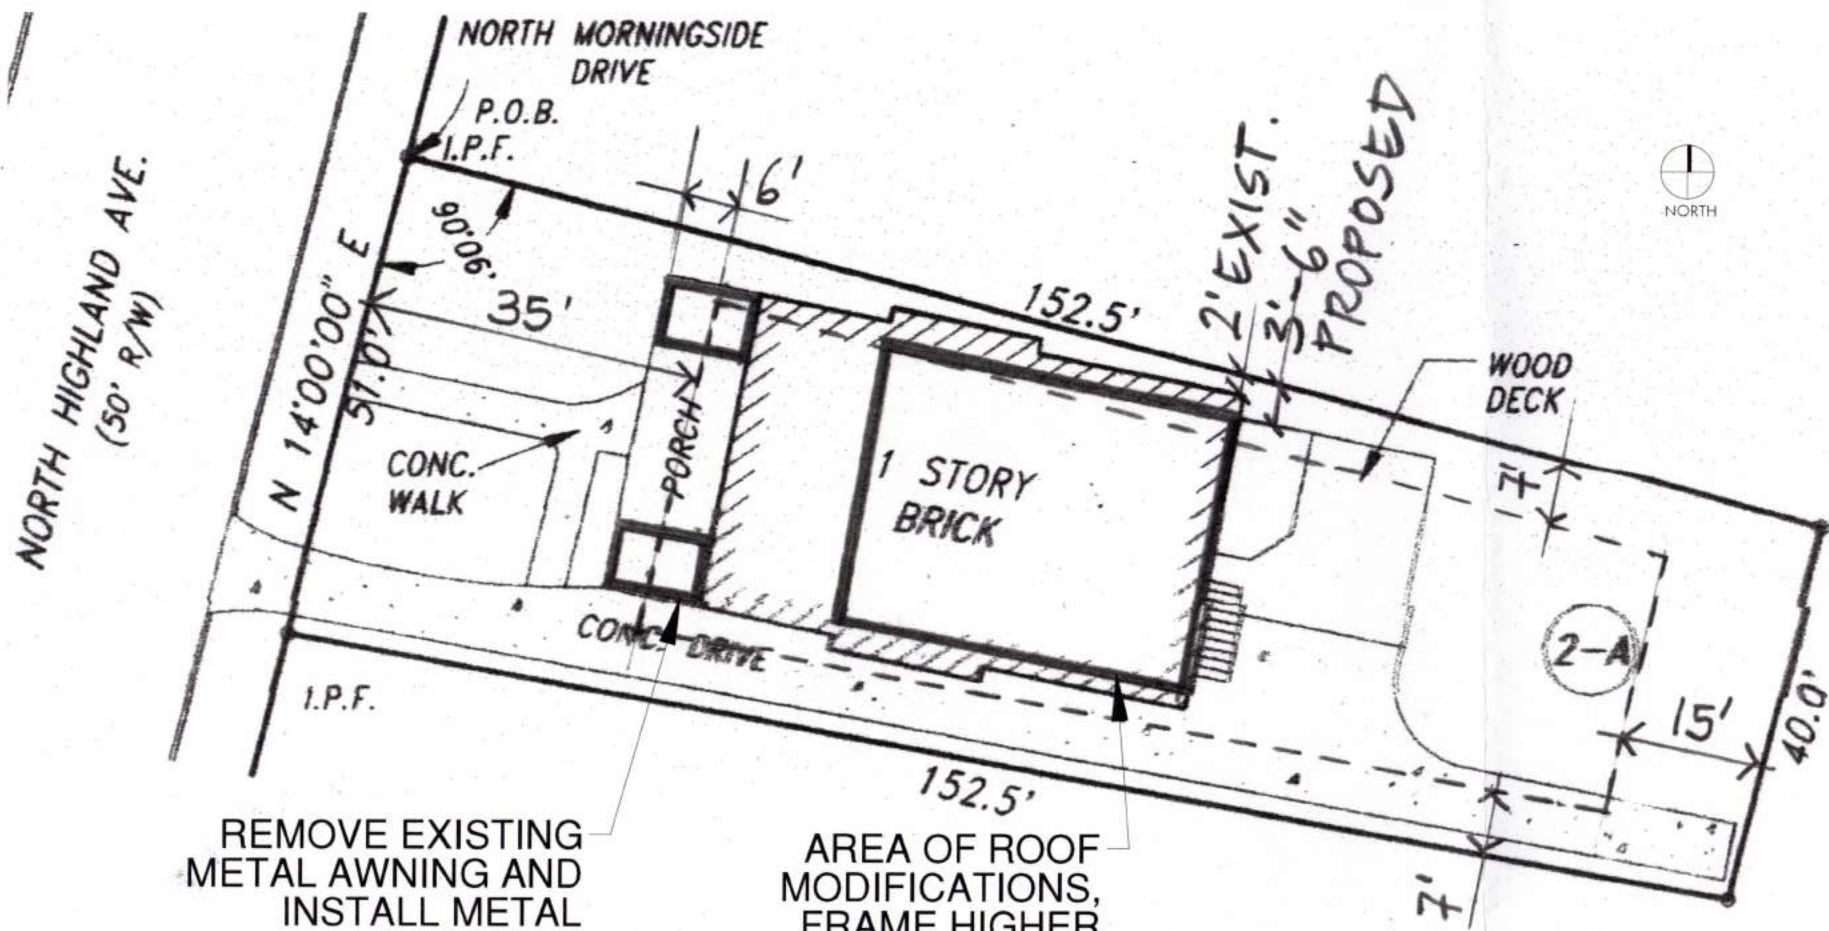 NORTH MORNINGSIDE
DRIVE
P.O.B.
I.P.F.
NORTH HIGHLAND AVE.
(50' R/W)
N 14°00'00" E
51.0'
90.06'
35'
6'
152.5'
2' EXIST.
3'-6"
PROPOSED
NORTH
WOOD
DECK
CONC.
WALK
PORCH
1 STORY
BRICK
7'
2-A
15'
40.0'
CONC. DRIVE
I.P.F.
152.5'
7'
REMOVE EXISTING
METAL AWNING AND
INSTALL METAL
AREA OF ROOF
MODIFICATIONS,
FRAME HIGHER